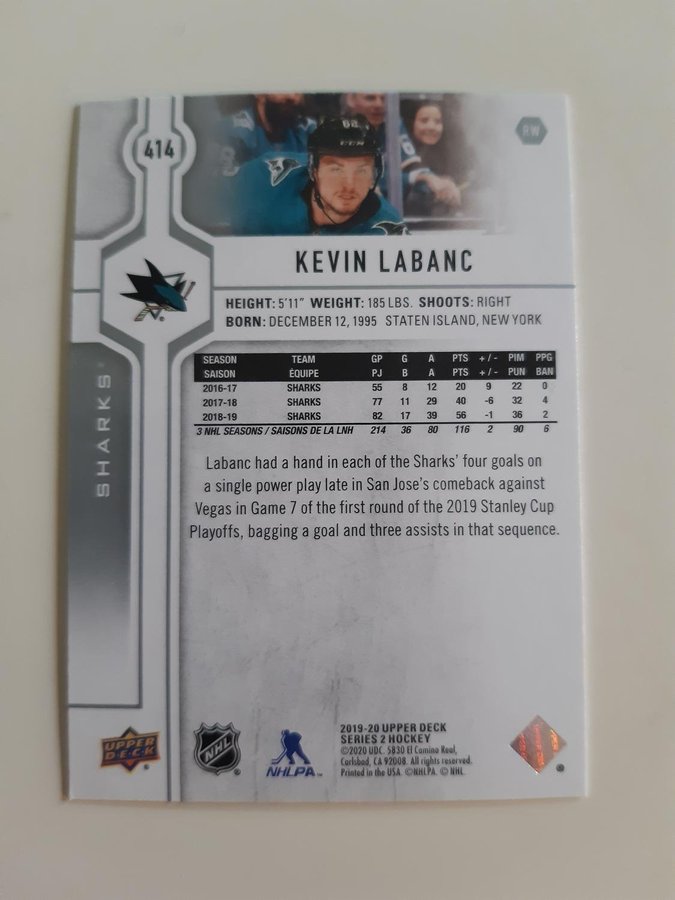 414
RW
62
CCM
KEVIN LABANC
HEIGHT: 5'11" WEIGHT: 185 LBS. SHOOTS: RIGHT
BORN: DECEMBER 12, 1995 STATEN ISLAND, NEW YORK
SHARKS
SEASON TEAM GP G A PTS +/- PIM PPG
SAISON ÉQUIPE PJ B A PTS +/- PUN BAN
2016-17 SHARKS 55 8 12 20 9 22 0
2017-18 SHARKS 77 11 29 40 -6 32 4
2018-19 SHARKS 82 17 39 56 -1 36 2
3 NHL SEASONS / SAISONS DE LA LNH 214 36 80 116 2 90 6
Labanc had a hand in each of the Sharks' four goals on
a single power play late in San Jose's comeback against
Vegas in Game 7 of the first round of the 2019 Stanley Cup
Playoffs, bagging a goal and three assists in that sequence.
UPPER DECK
NHL
NHLPA
2019-20 UPPER DECK
SERIES 2 HOCKEY
©2020 UDC. 5830 El Camino Real,
Carlsbad, CA 92008. All rights reserved.
Printed in the USA. ©NHLPA. © NHL.